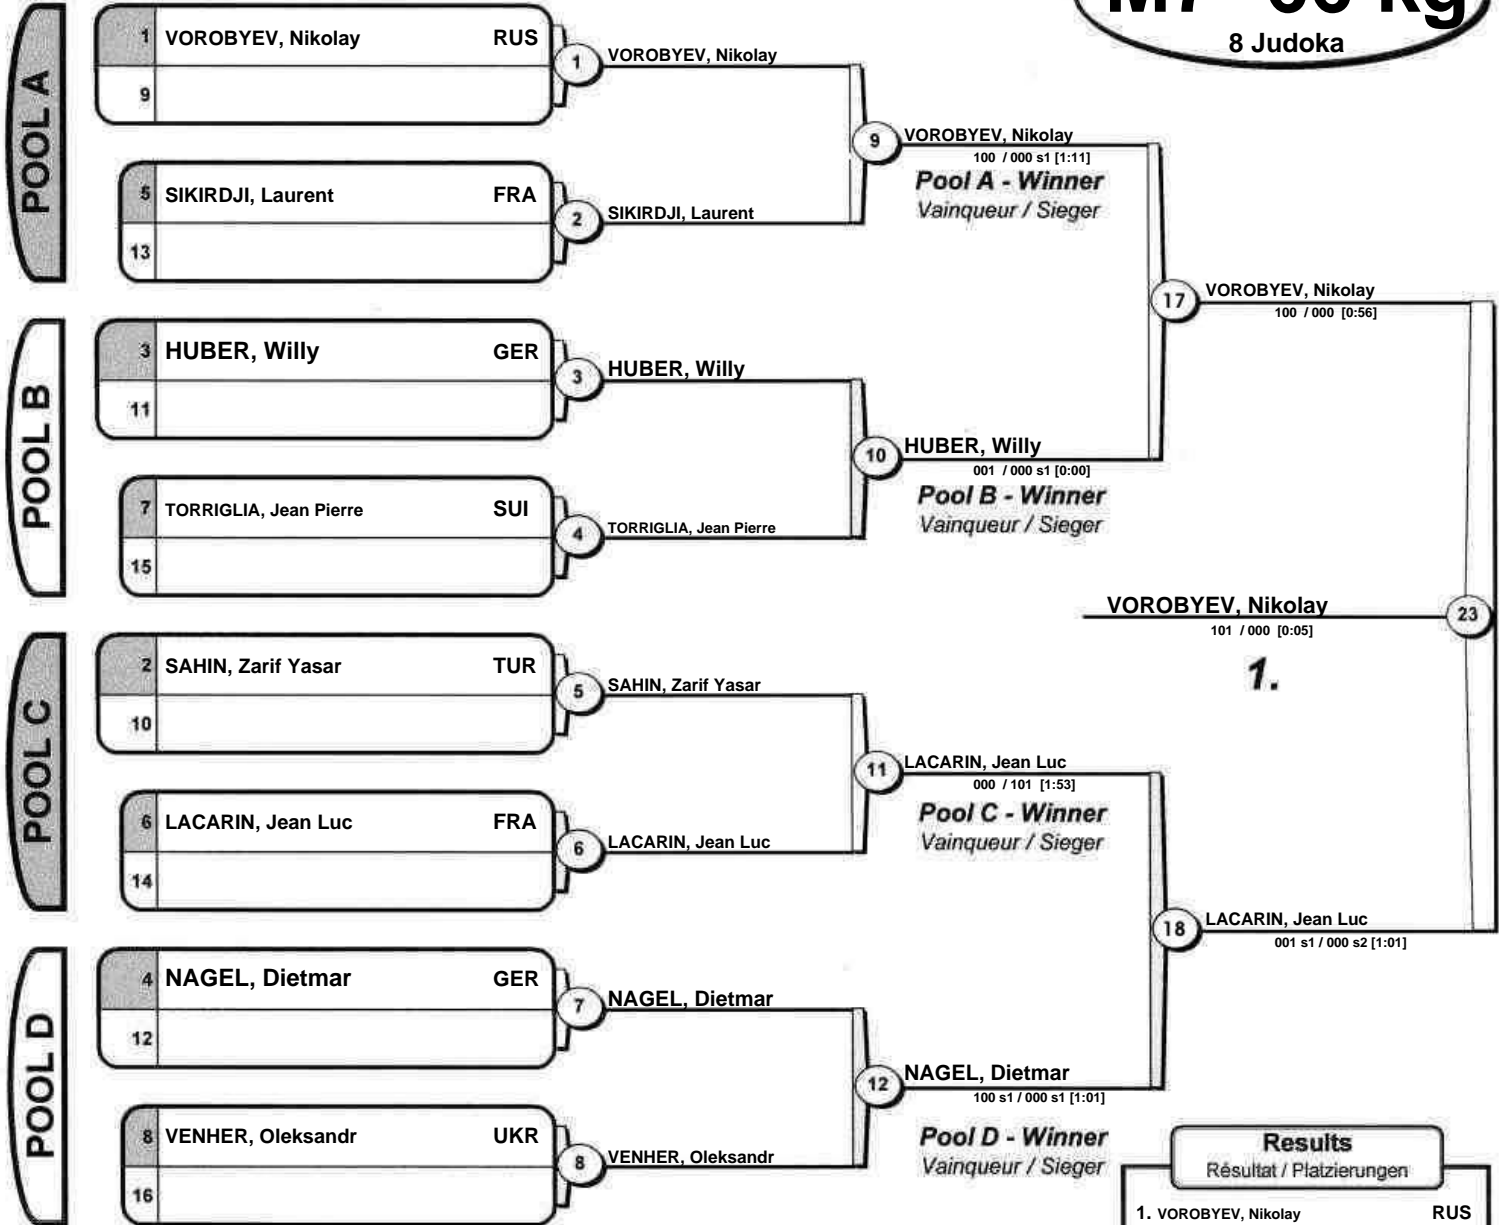 M7 -66 kg
8 Judoka
POOL A
1 VOROBYEV, Nikolay RUS
9
5 SIKIRDJI, Laurent FRA
13
1 VOROBYEV, Nikolay
2 SIKIRDJI, Laurent
9 VOROBYEV, Nikolay
100 / 000 s1 [1:11]
Pool A - Winner
Vainqueur / Sieger
POOL B
3 HUBER, Willy GER
11
7 TORRIGLIA, Jean Pierre SUI
15
3 HUBER, Willy
4 TORRIGLIA, Jean Pierre
10 HUBER, Willy
001 / 000 s1 [0:00]
Pool B - Winner
Vainqueur / Sieger
17 VOROBYEV, Nikolay
100 / 000 [0:56]
VOROBYEV, Nikolay 23
101 / 000 [0:05]
1.
POOL C
2 SAHIN, Zarif Yasar TUR
10
6 LACARIN, Jean Luc FRA
14
5 SAHIN, Zarif Yasar
6 LACARIN, Jean Luc
11 LACARIN, Jean Luc
000 / 101 [1:53]
Pool C - Winner
Vainqueur / Sieger
18 LACARIN, Jean Luc
001 s1 / 000 s2 [1:01]
POOL D
4 NAGEL, Dietmar GER
12
8 VENHER, Oleksandr UKR
16
7 NAGEL, Dietmar
8 VENHER, Oleksandr
12 NAGEL, Dietmar
100 s1 / 000 s1 [1:01]
Pool D - Winner
Vainqueur / Sieger
Results
Résultat / Platzierungen
1. VOROBYEV, Nikolay RUS